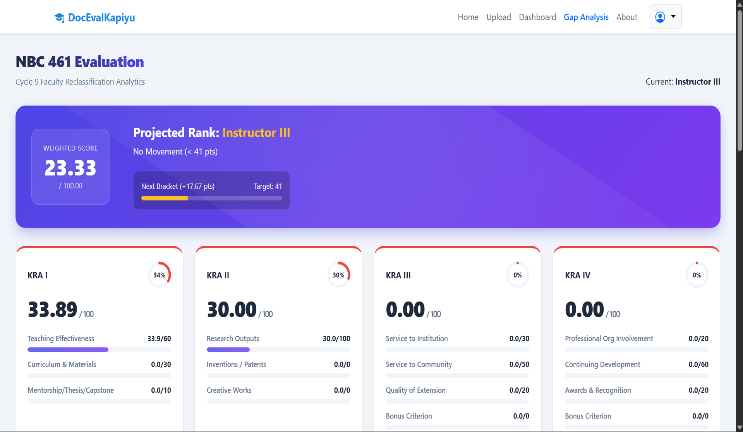 DocEvalKapiyu
Home Upload Dashboard Gap Analysis About
NBC 461 Evaluation
Cycle 9 Faculty Reclassification Analytics
Current: Instructor III
WEIGHTED SCORE
23.33
/ 100.00
Projected Rank: Instructor III
No Movement (< 41 pts)
Next Bracket (+17.67 pts) Target: 41
KRA I
34%
33.89 / 100
Teaching Effectiveness 33.9/60
Curriculum & Materials 0.0/30
Mentorship/Thesis/Capstone 0.0/10
KRA II
30%
30.00 / 100
Research Outputs 30.0/100
Inventions / Patents 0.0/0
Creative Works 0.0/0
KRA III
0%
0.00 / 100
Service to Institution 0.0/30
Service to Community 0.0/50
Quality of Extension 0.0/20
Bonus Criterion 0.0/0
KRA IV
0%
0.00 / 100
Professional Org Involvement 0.0/20
Continuing Development 0.0/60
Awards & Recognition 0.0/20
Bonus Criterion 0.0/0